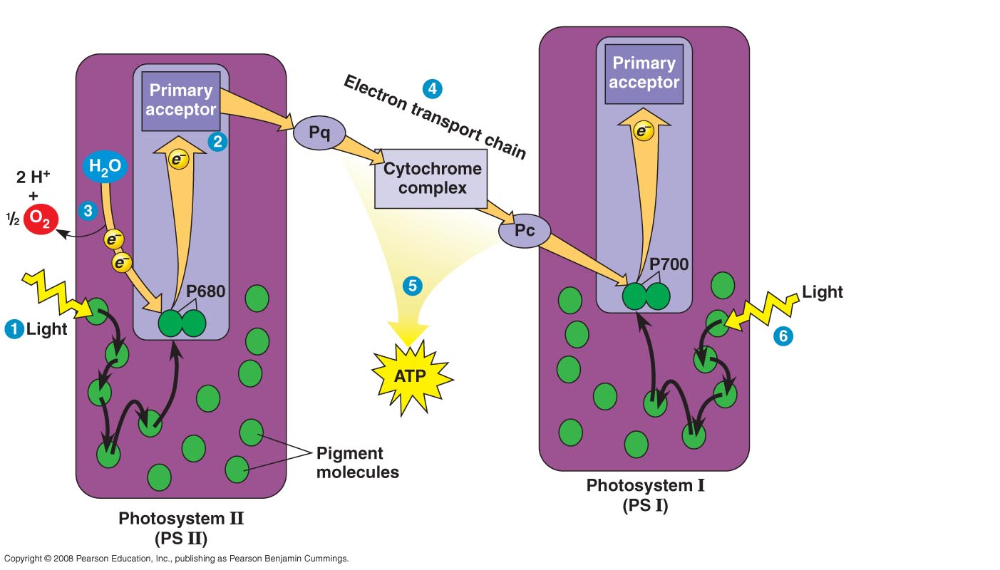 Primary
acceptor
2
e⁻
H₂O
2 H⁺
+
½ O₂
3
e⁻
e⁻
P680
1 Light
Pq
4
Electron transport chain
Cytochrome
complex
Pc
5
ATP
Pigment
molecules
Photosystem II
(PS II)
Primary
acceptor
e⁻
P700
Light
6
Photosystem I
(PS I)
Copyright © 2008 Pearson Education, Inc., publishing as Pearson Benjamin Cummings.